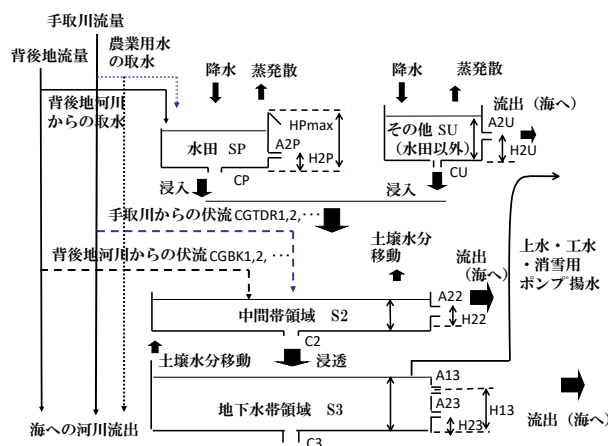 手取川流量
背後地流量
農業用水
の取水
降水
蒸発散
降水
蒸発散
流出（海へ）
背後地河川
からの取水
HPmax
水田 SP
A2P
H2P
CP
その他 SU
（水田以外）
A2U
H2U
CU
浸入
浸入
手取川からの伏流 CGTDR1,2,･･･
背後地河川からの伏流 CGBK1,2, ･･･
土壌水分
移動
流出
（海へ）
上水・工水
・消雪用
ポンプ揚水
中間帯領域 S2
A22
H22
C2
土壌水分移動
浸透
A13
地下水帯領域 S3
A23
H13
H23
流出（海へ）
海への河川流出
C3